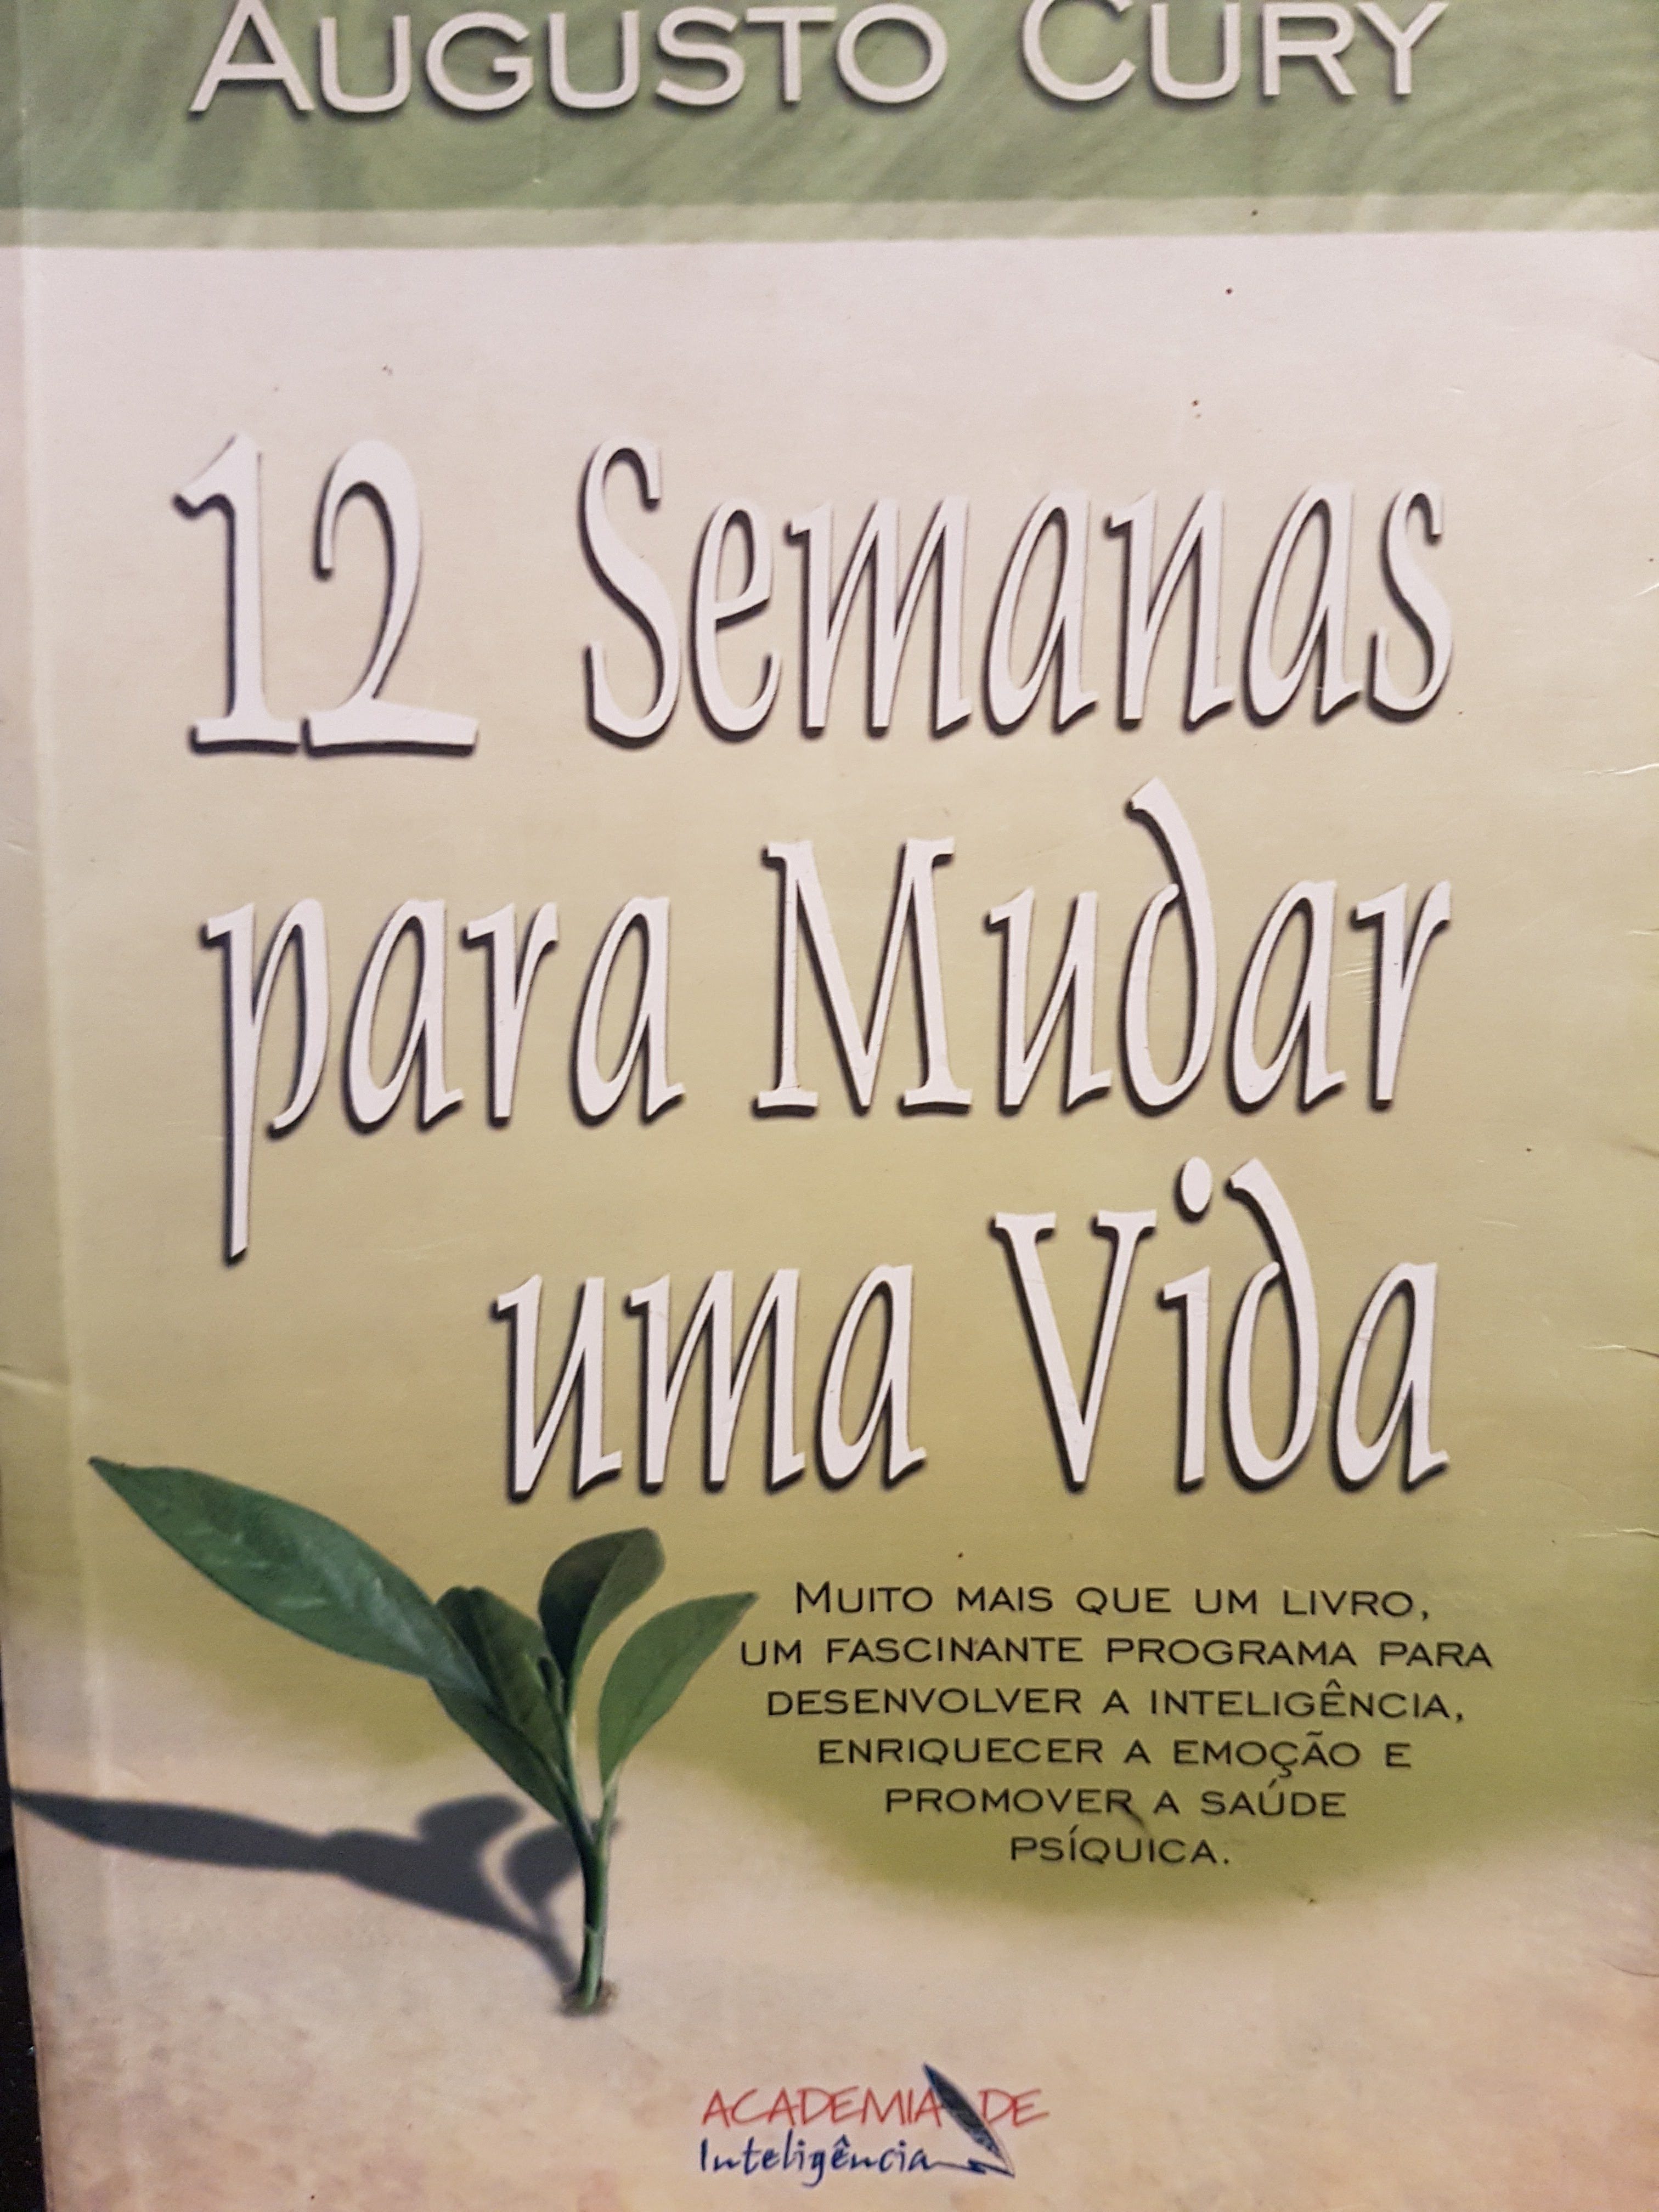 AUGUSTO CURY
12 Semanas
para Mudar
uma Vida
MUITO MAIS QUE UM LIVRO,
UM FASCINANTE PROGRAMA PARA
DESENVOLVER A INTELIGÊNCIA,
ENRIQUECER A EMOÇÃO E
PROMOVER A SAÚDE
PSÍQUICA.
ACADEMIA DE
Inteligência